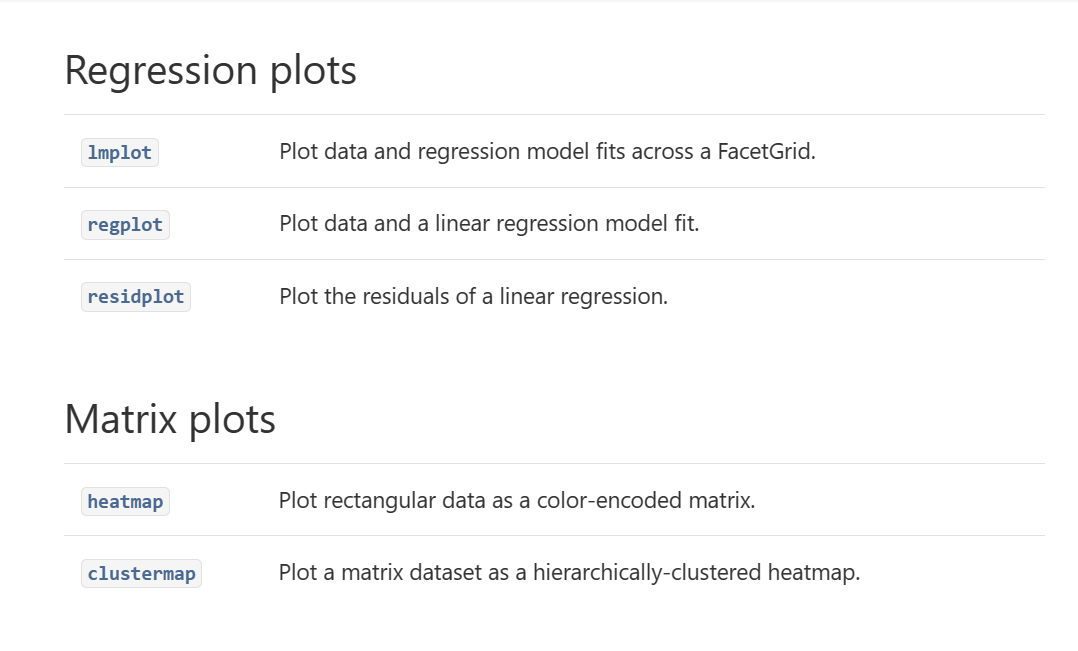 Regression plots
lmplot Plot data and regression model fits across a FacetGrid.
regplot Plot data and a linear regression model fit.
residplot Plot the residuals of a linear regression.
Matrix plots
heatmap Plot rectangular data as a color-encoded matrix.
clustermap Plot a matrix dataset as a hierarchically-clustered heatmap.